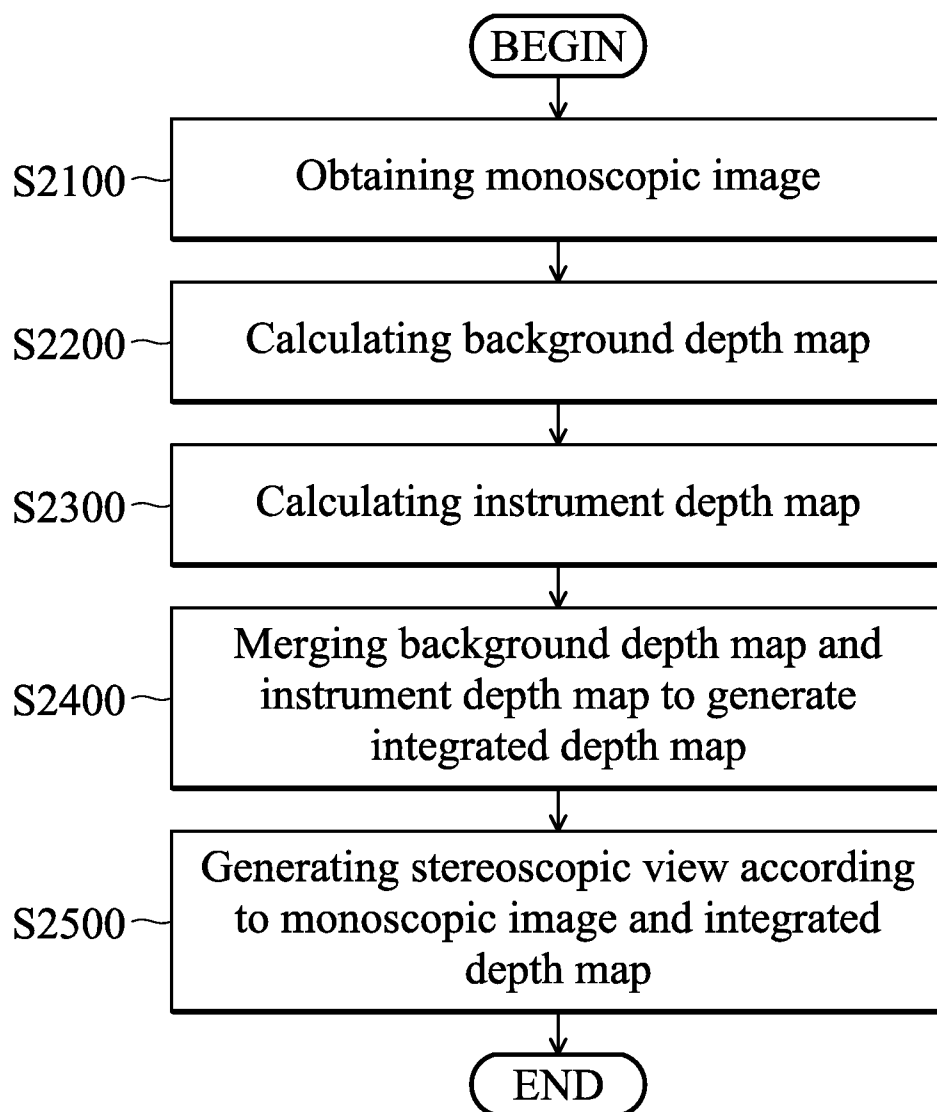 BEGIN
S2100
Obtaining monoscopic image
S2200
Calculating background depth map
S2300
Calculating instrument depth map
S2400
Merging background depth map and
instrument depth map to generate
integrated depth map
S2500
Generating stereoscopic view according
to monoscopic image and integrated
depth map
END